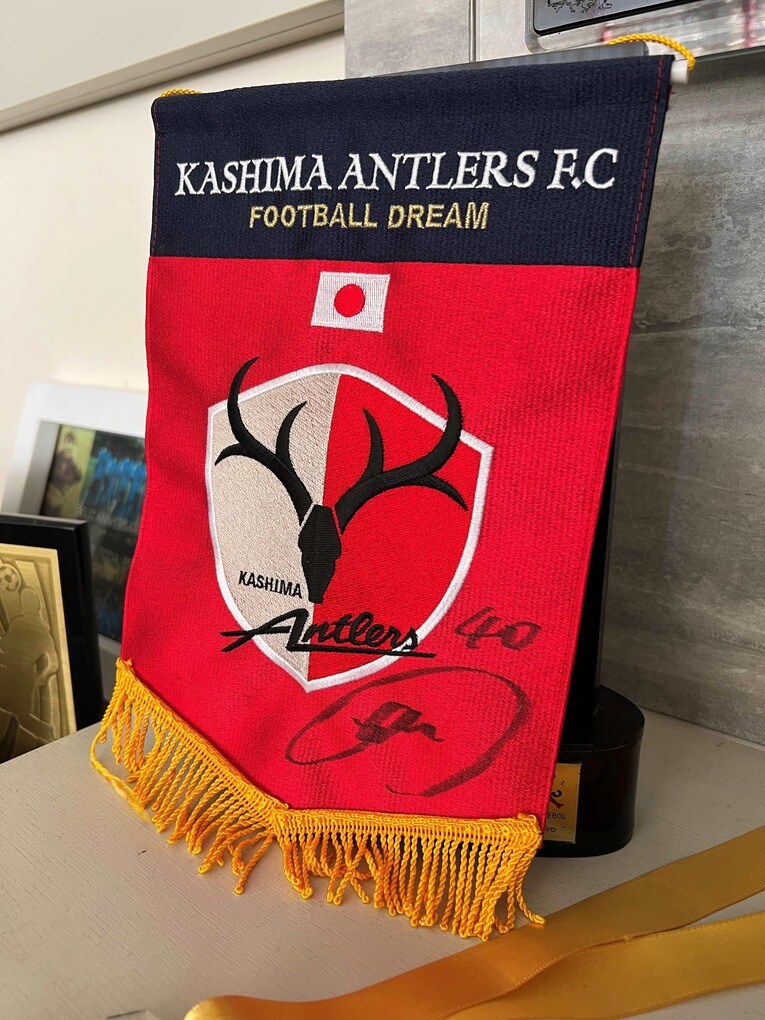 KASHIMA ANTLERS F.C
FOOTBALL DREAM
KASHIMA
Antlers
40